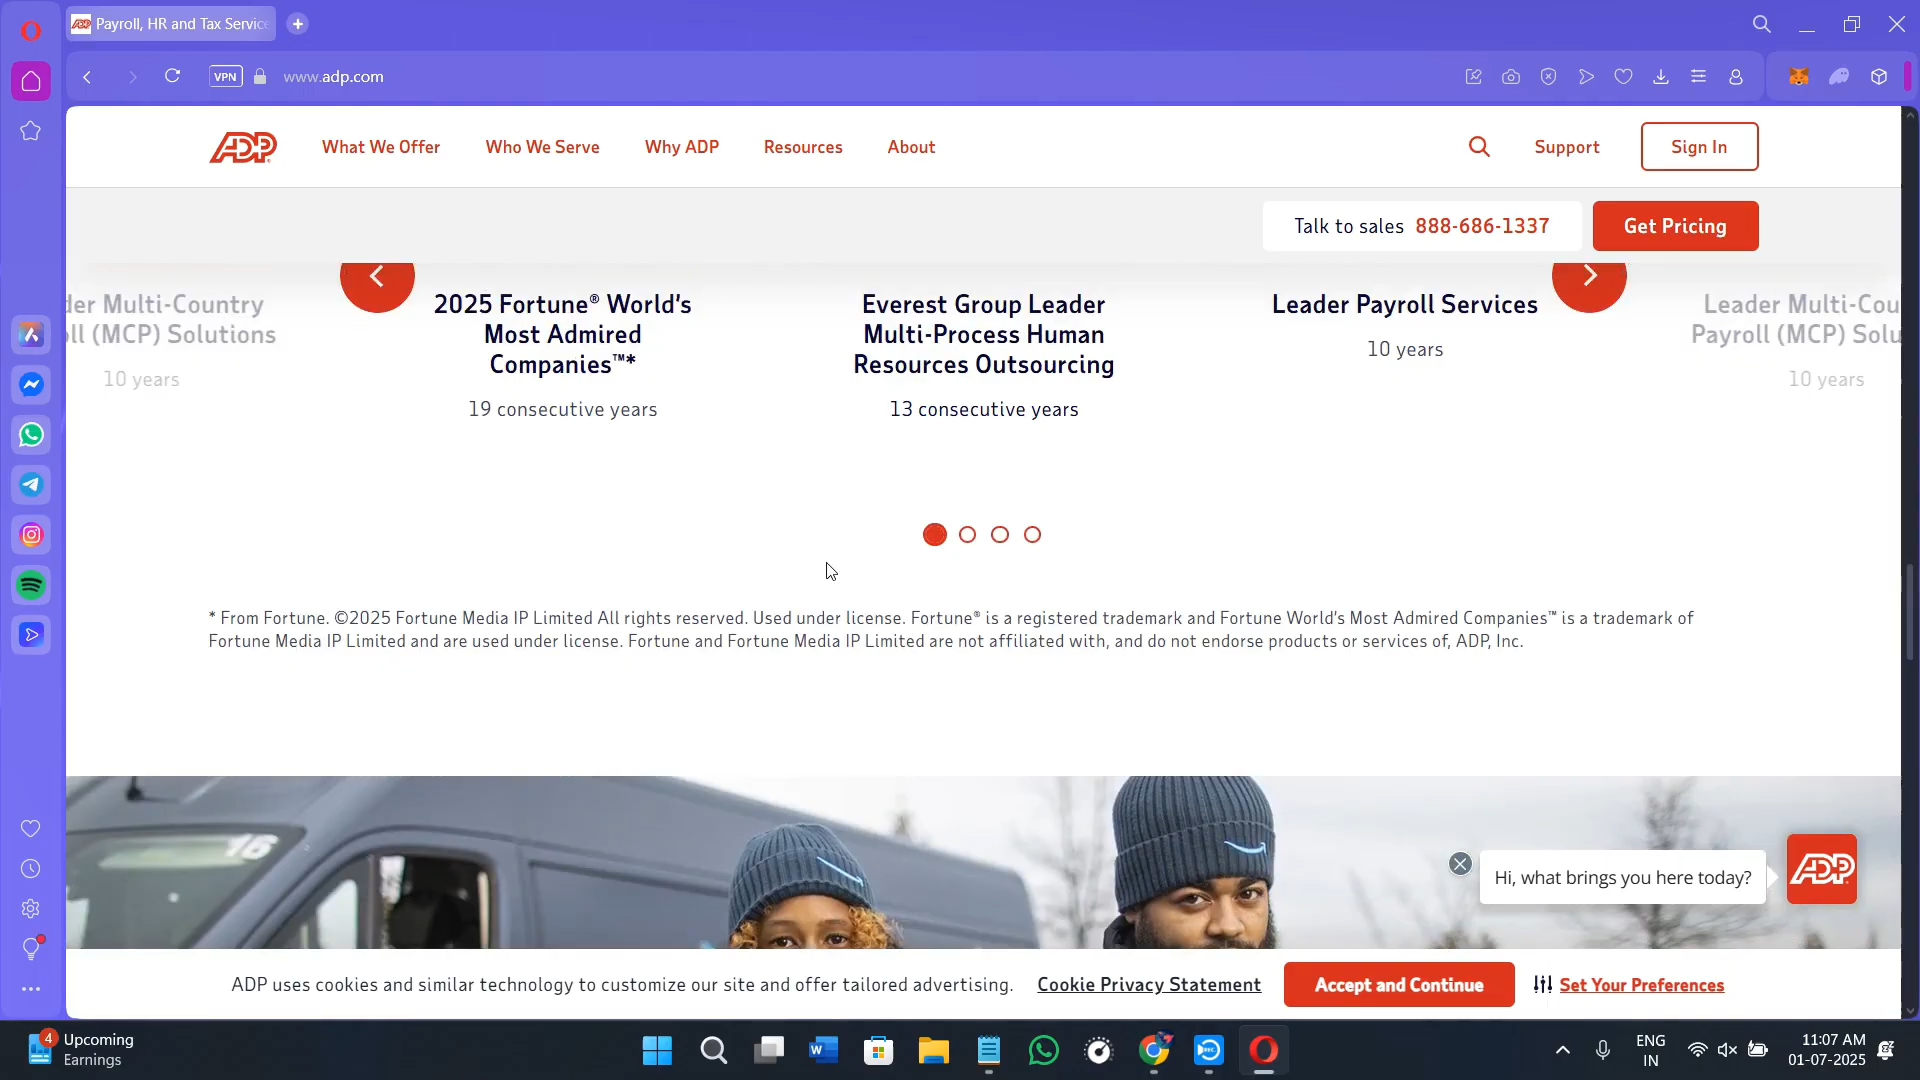 Payroll, HR and Tax Service
VPN
www.adp.com
ADP
What We Offer
Who We Serve
Why ADP
Resources
About
Support
Sign In
Talk to sales 888-686-1337
Get Pricing
der Multi-Country
ll (MCP) Solutions
10 years
2025 Fortune® World's
Most Admired
Companies™*
19 consecutive years
Everest Group Leader
Multi-Process Human
Resources Outsourcing
13 consecutive years
Leader Payroll Services
10 years
Leader Multi-Cou
Payroll (MCP) Solu
10 years
* From Fortune. ©2025 Fortune Media IP Limited All rights reserved. Used under license. Fortune® is a registered trademark and Fortune World's Most Admired Companies™ is a trademark of
Fortune Media IP Limited and are used under license. Fortune and Fortune Media IP Limited are not affiliated with, and do not endorse products or services of, ADP, Inc.
16
Hi, what brings you here today?
ADP
ADP uses cookies and similar technology to customize our site and offer tailored advertising.
Cookie Privacy Statement
Accept and Continue
Set Your Preferences
4
Upcoming
Earnings
ENG
IN
11:07 AM
01-07-2025